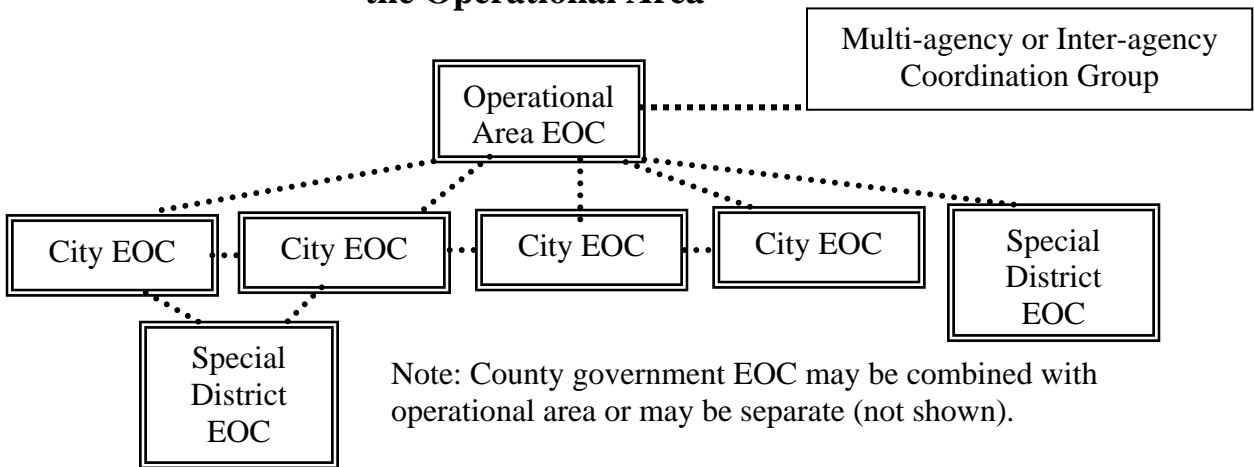 the Operational Area
Multi-agency or Inter-agency
Coordination Group
Operational
Area EOC
City EOC
City EOC
City EOC
City EOC
Special
District
EOC
Special
District
EOC
Note: County government EOC may be combined with
operational area or may be separate (not shown).